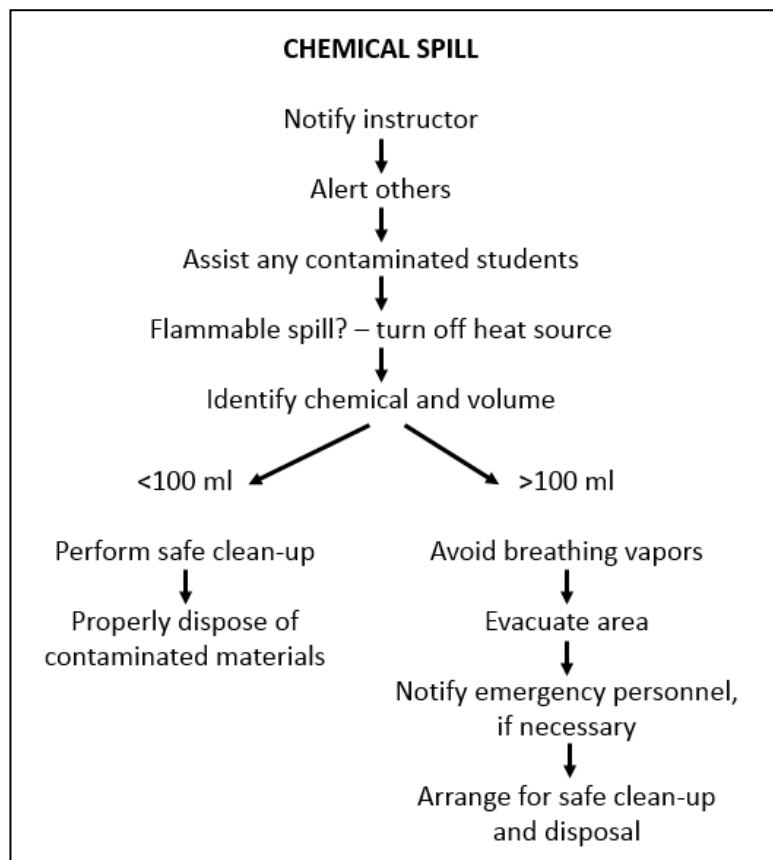 CHEMICAL SPILL
Notify instructor
Alert others
Assist any contaminated students
Flammable spill? – turn off heat source
Identify chemical and volume
<100 ml
>100 ml
Perform safe clean-up
Avoid breathing vapors
Properly dispose of
contaminated materials
Evacuate area
Notify emergency personnel,
if necessary
Arrange for safe clean-up
and disposal